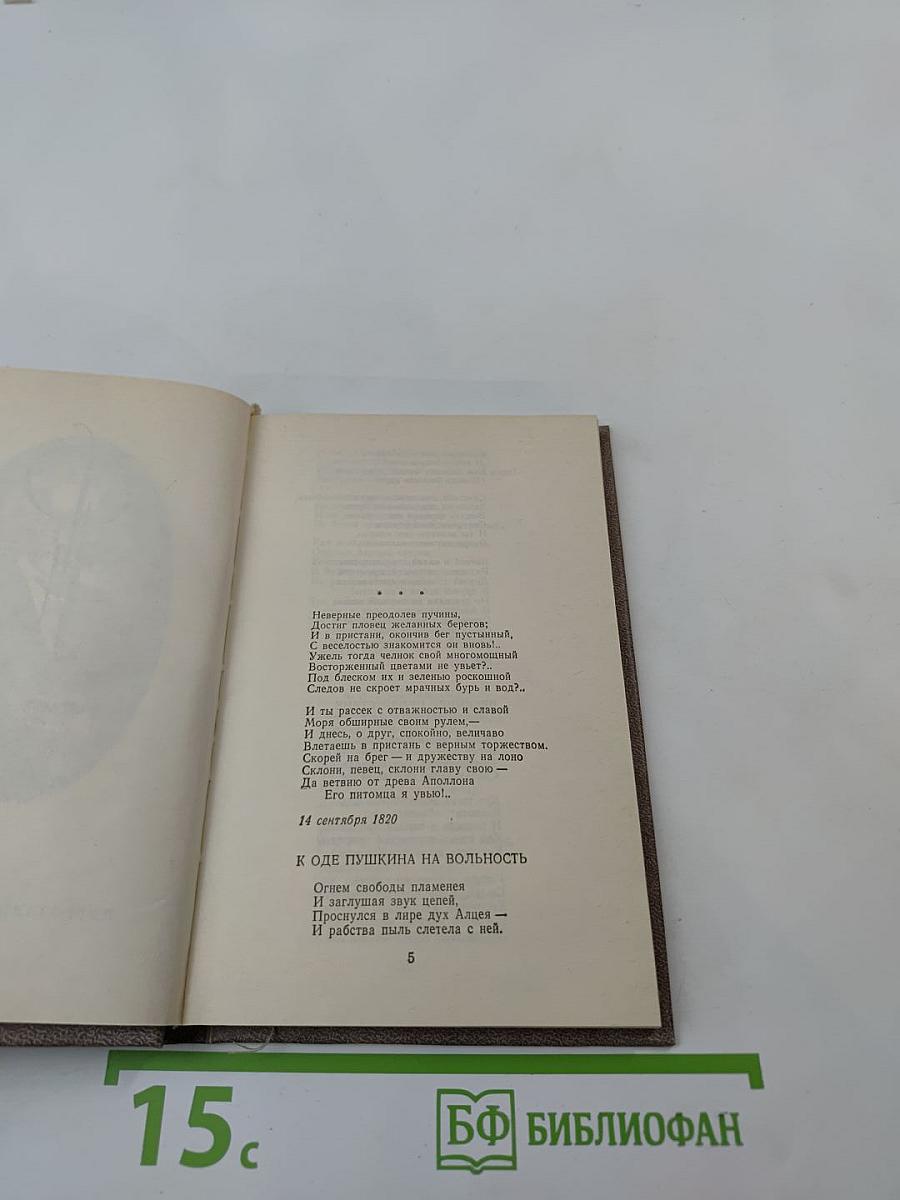 * * *
Неверные преодолев пучины,
Достиг пловец желанных берегов;
И в пристани, окончив бег пустынный,
С веселостью знакомится он вновь!..
Ужель тогда челнок свой многомощный
Восторженный цветами не увьет?..
Под блеском их и зеленью роскошной
Следов не скроет мрачных бурь и вод?..
И ты рассек с отважностью и славой
Моря обширные своим рулем,—
И днесь, о друг, спокойно, величаво
Влетаешь в пристань с верным торжеством.
Скорей на брег — и дружеству на лоно
Склони, певец, склони главу свою —
Да ветвию от древа Аполлона
Его питомца я увью!..
14 сентября 1820
К ОДЕ ПУШКИНА НА ВОЛЬНОСТЬ
Огнем свободы пламенея
И заглушая звук цепей,
Проснулся в лире дух Алцея —
И рабства пыль слетела с ней.
5
15 с
БФ БИБЛИОФАН